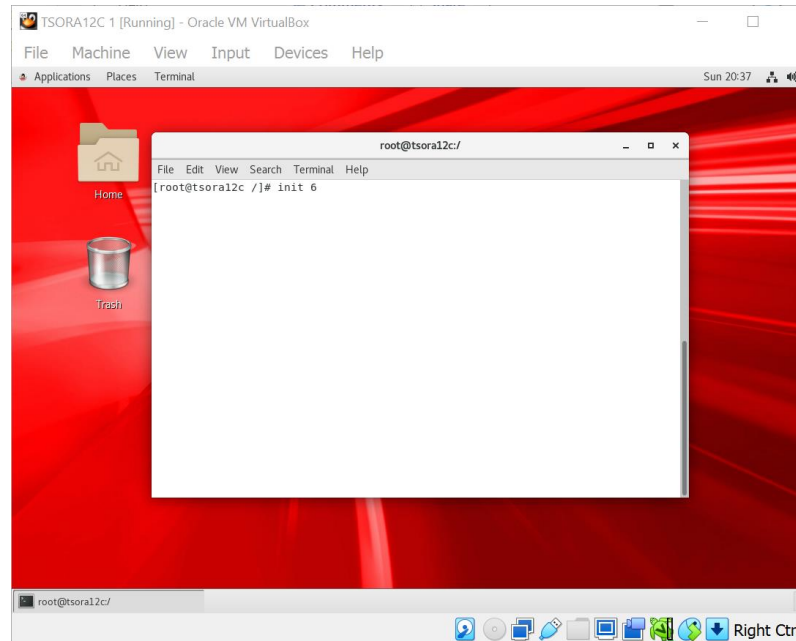 TSORA12C 1 [Running] - Oracle VM VirtualBox
File Machine View Input Devices Help
Applications Places Terminal Sun 20:37
root@tsora12c:/
File Edit View Search Terminal Help
[root@tsora12c /]# init 6
Home
Trash
root@tsora12c:/
Right Ctr